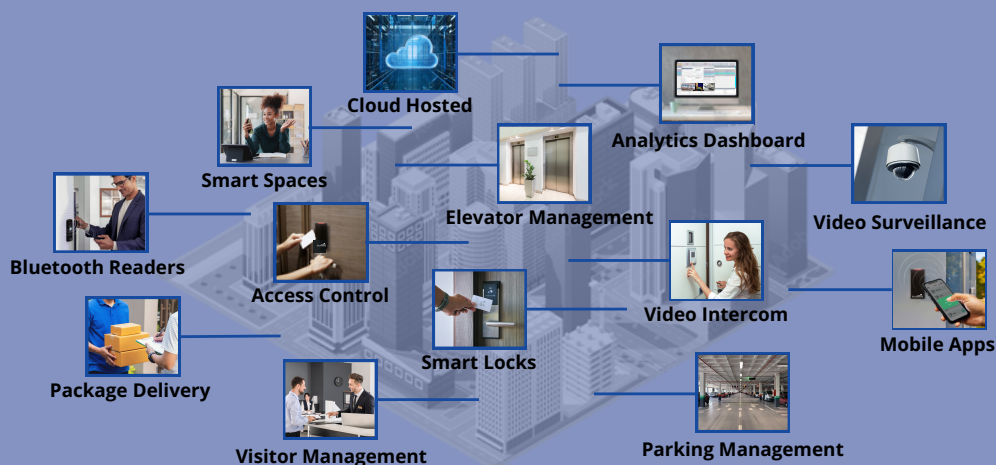 Cloud Hosted
Analytics Dashboard
Smart Spaces
Elevator Management
Video Surveillance
Bluetooth Readers
Access Control
Video Intercom
Mobile Apps
Smart Locks
Package Delivery
Visitor Management
Parking Management